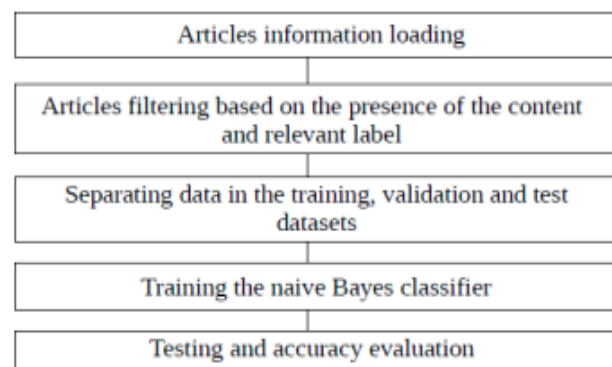 Articles information loading
Articles filtering based on the presence of the content
and relevant label
Separating data in the training, validation and test
datasets
Training the naive Bayes classifier
Testing and accuracy evaluation